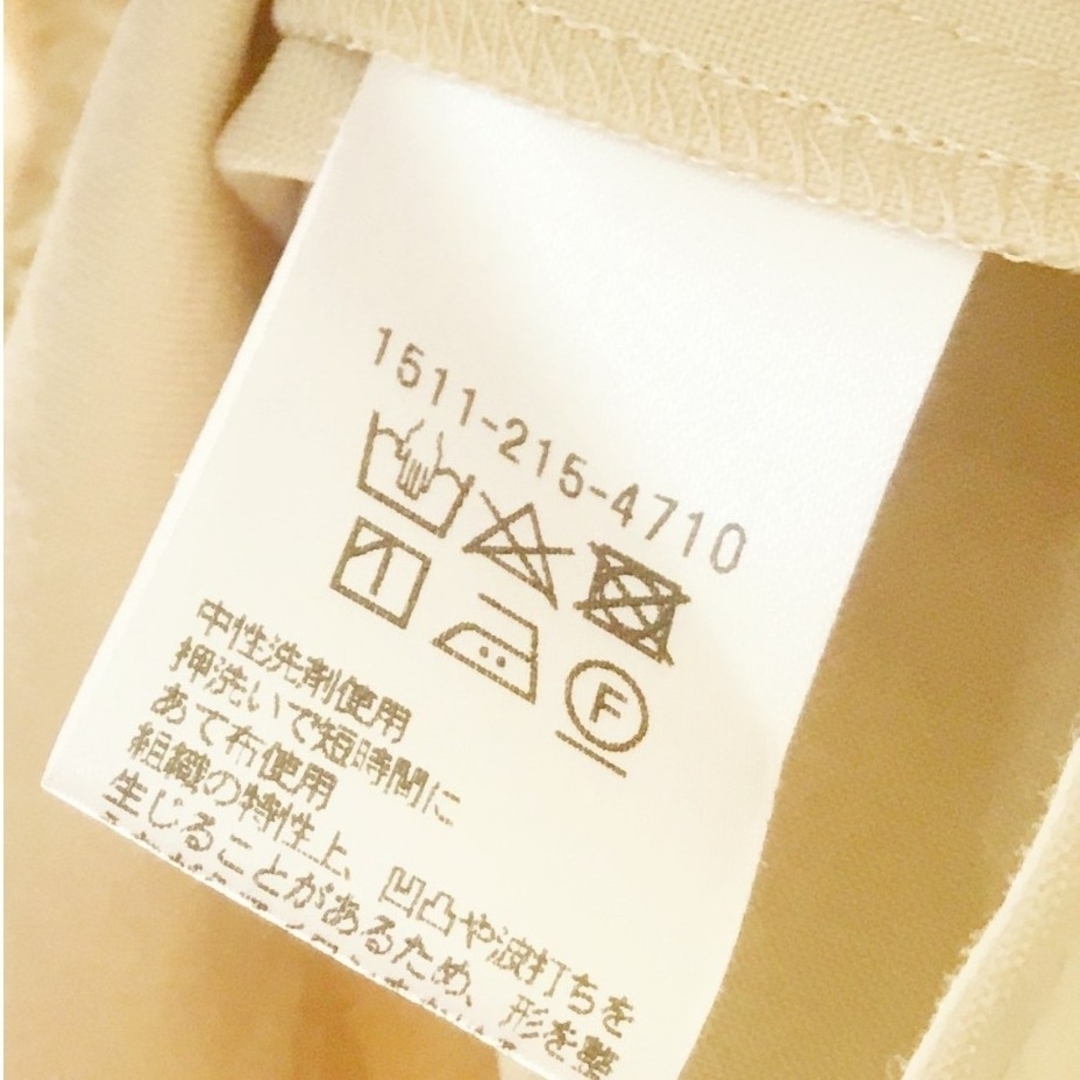 1511-215-4710
F
中性洗剤使用
押洗いで短時間に
あて布使用
組織の特性上、凹凸や波打ちを
生じることがあるため、形を整